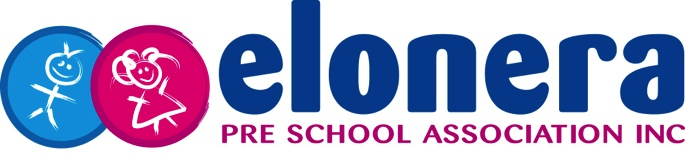 elonera
PRE SCHOOL ASSOCIATION INC